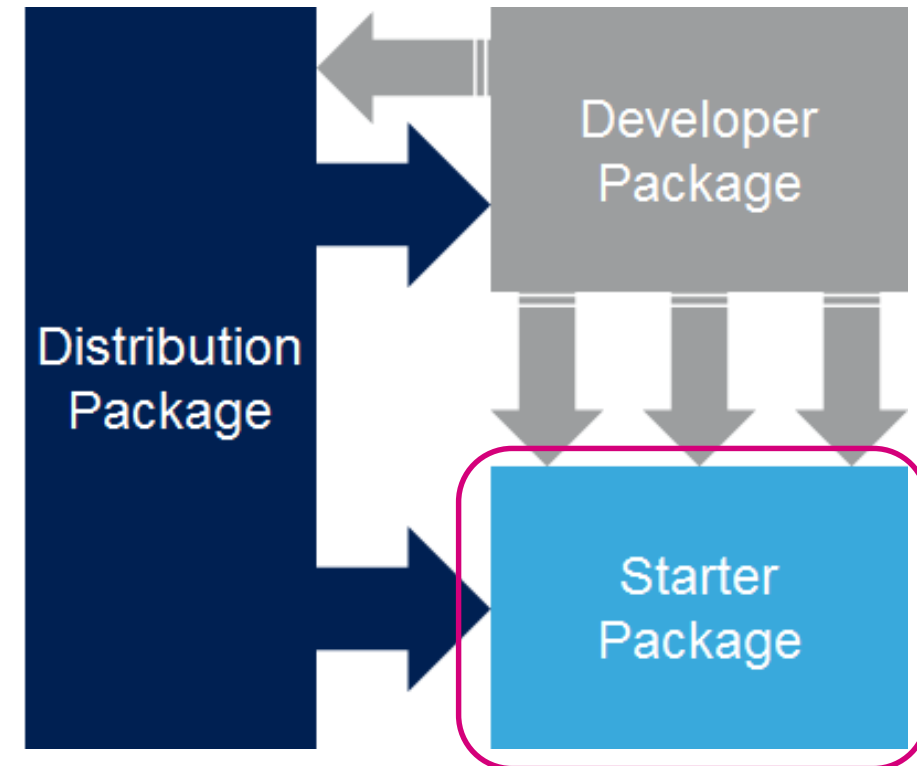 Developer
Package
Distribution
Package
Starter
Package